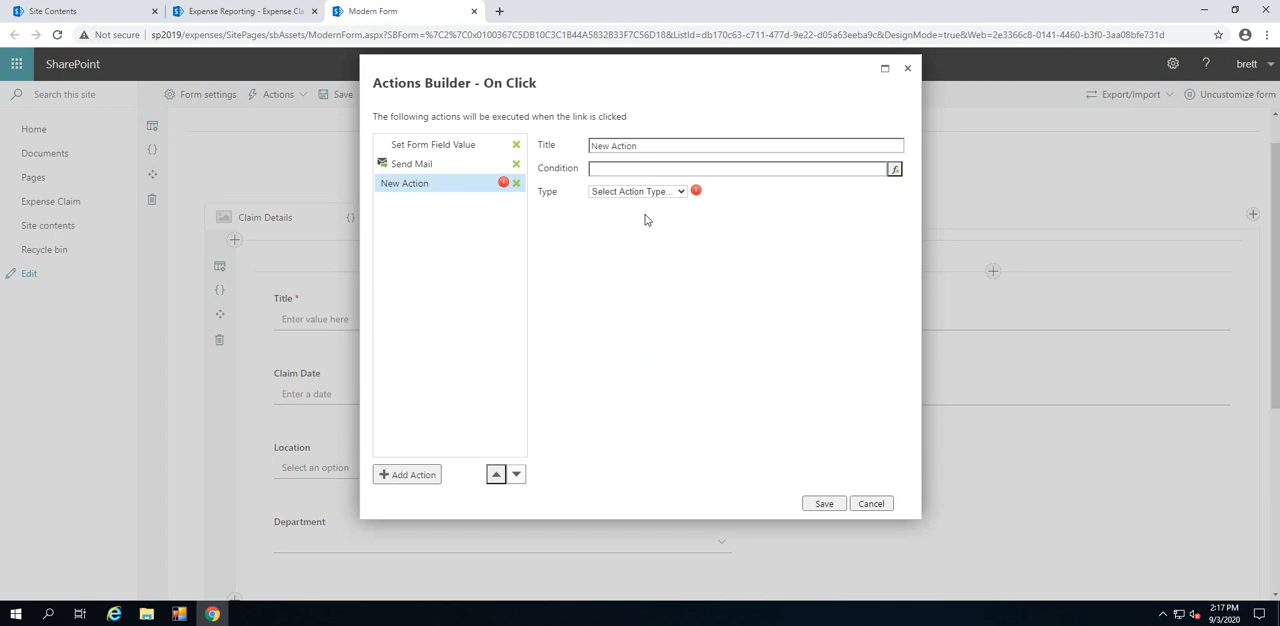 Site Contents
Expense Reporting - Expense Cla
Modern Form
Not secure
sp2019/expenses/SitePages/sbAssets/ModernForm.aspx?SBForm=%7C2%7C0x0100367C5DB10C3C1B44A5832B33F7C56D18&ListId=db170c63-c711-477d-9e22-d05a63eeba9c&DesignMode=true&Web=2e3366c8-0141-4460-b3f0-3aa08bfe731d
SharePoint
brett
Search this site
Form settings
Actions
Save
Export/Import
Uncustomize form
Home
Documents
Pages
Expense Claim
Site contents
Recycle bin
Edit
Claim Details
Title *
Enter value here
Claim Date
Enter a date
Location
Select an option
Department
Actions Builder - On Click
The following actions will be executed when the link is clicked
Set Form Field Value
Send Mail
New Action
Title
New Action
Condition
Type
Select Action Type...
Add Action
Save
Cancel
2:17 PM
9/3/2020